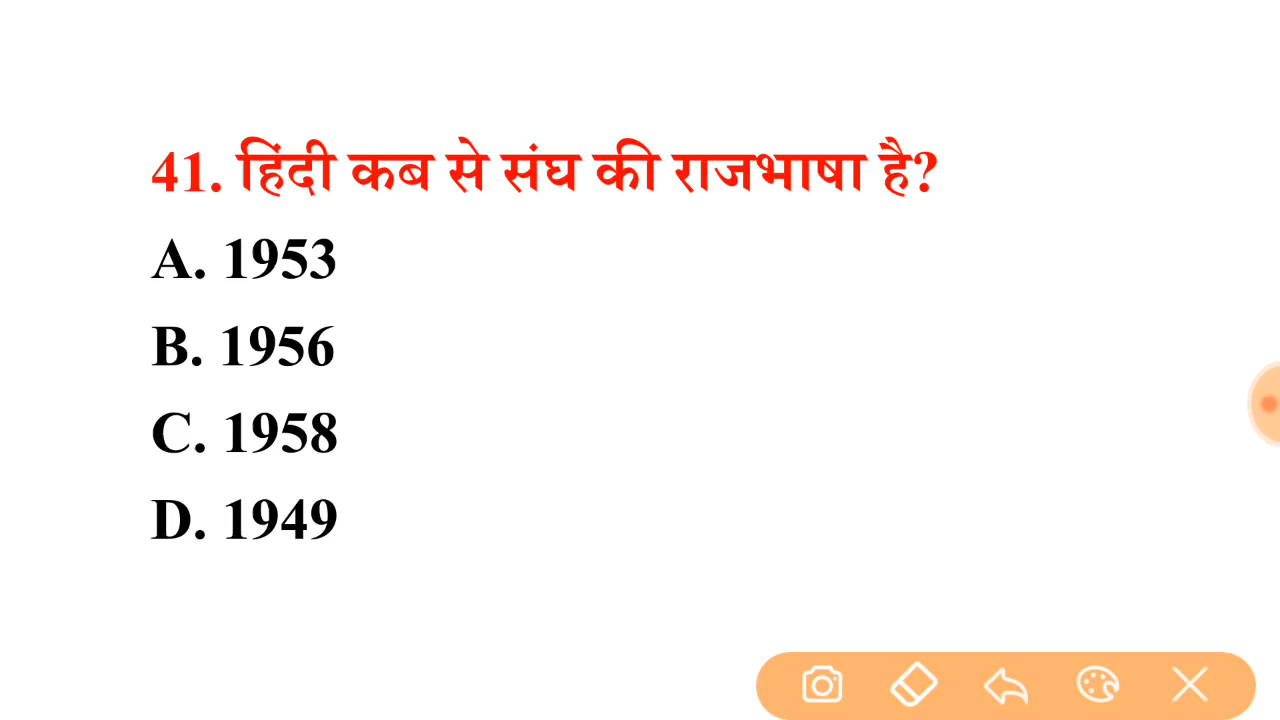 41. हिंदी कब से संघ की राजभाषा है?
A. 1953
B. 1956
C. 1958
D. 1949